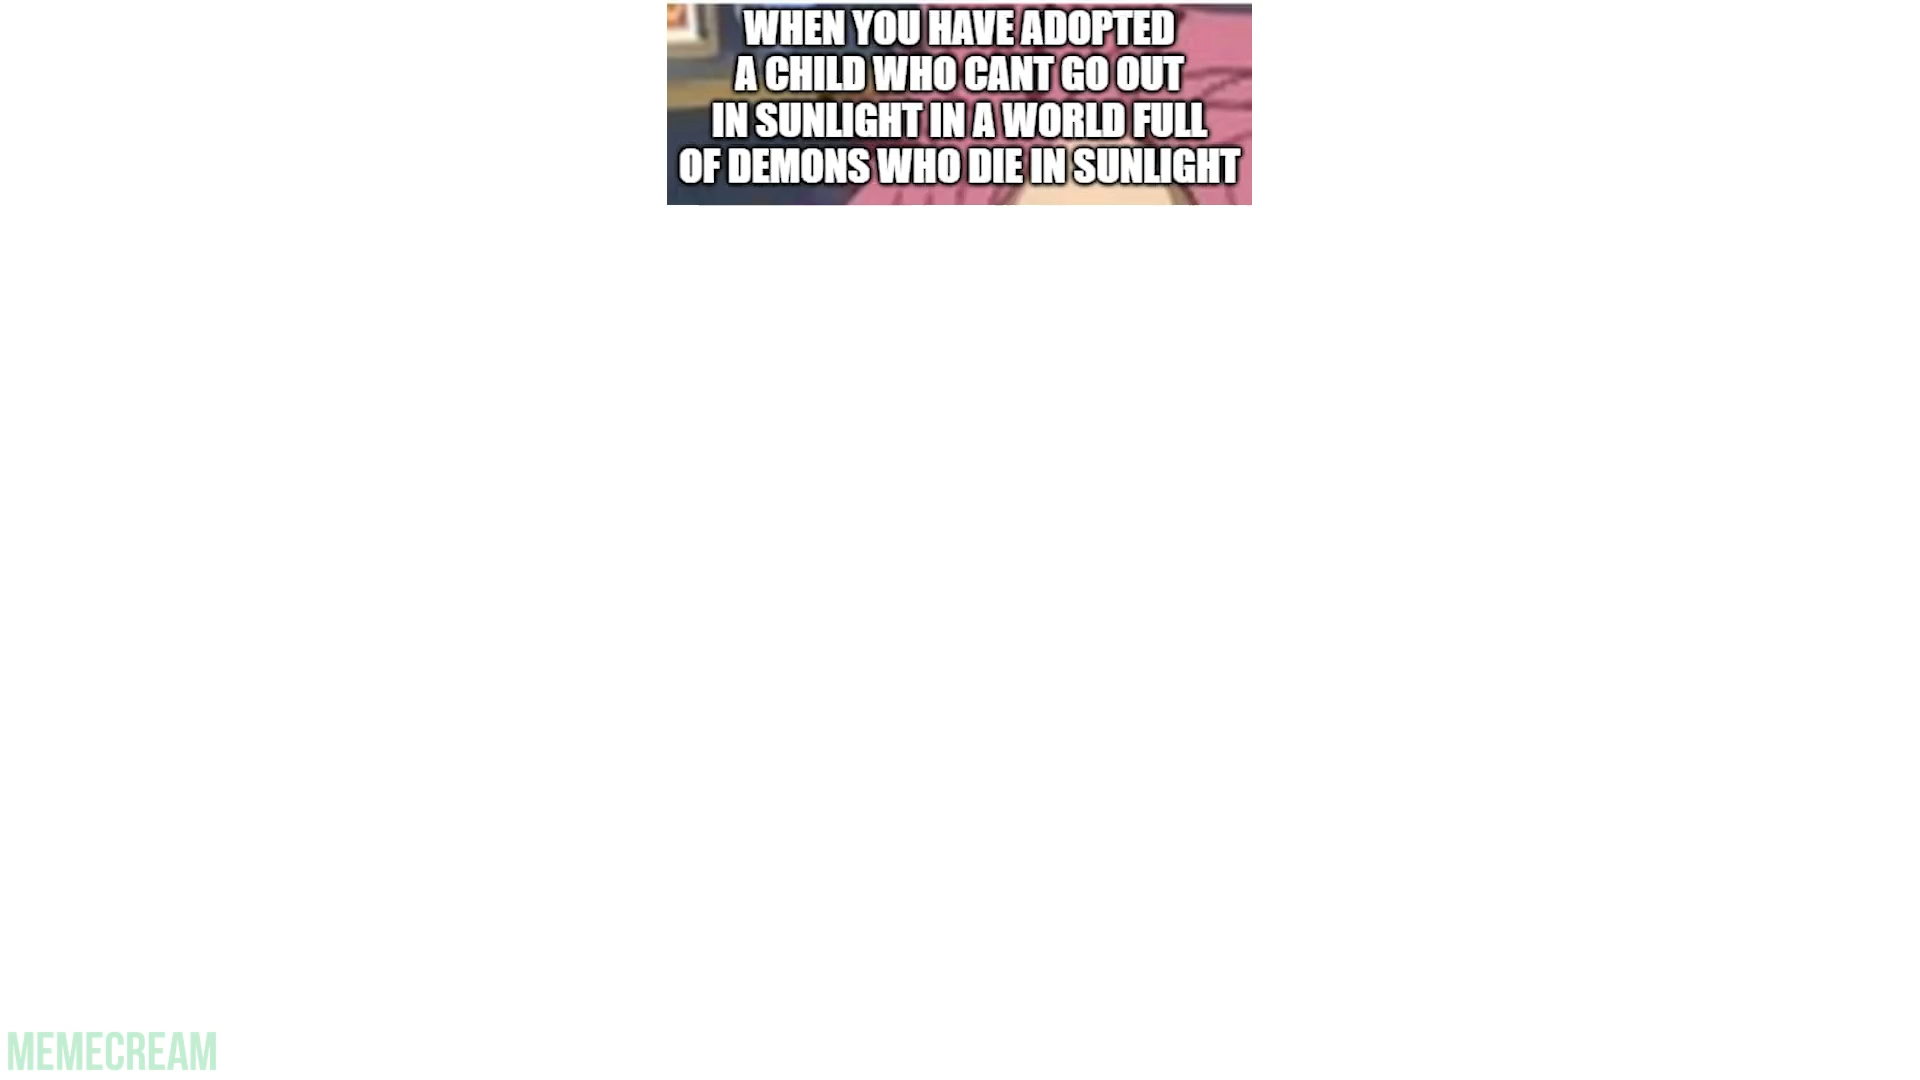 WHEN YOU HAVE ADOPTED
A CHILD WHO CANT GO OUT
IN SUNLIGHT IN A WORLD FULL
OF DEMONS WHO DIE IN SUNLIGHT
MEMECREAM